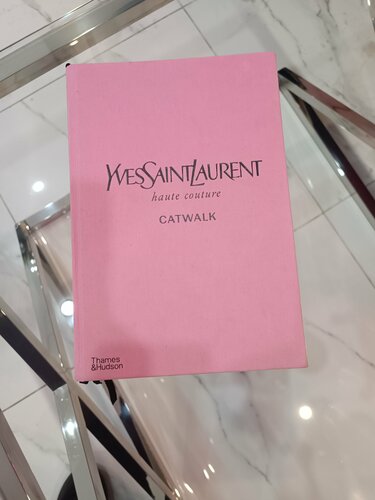 YVESSAINTLAURENT
haute couture
CATWALK
Thames
&Hudson